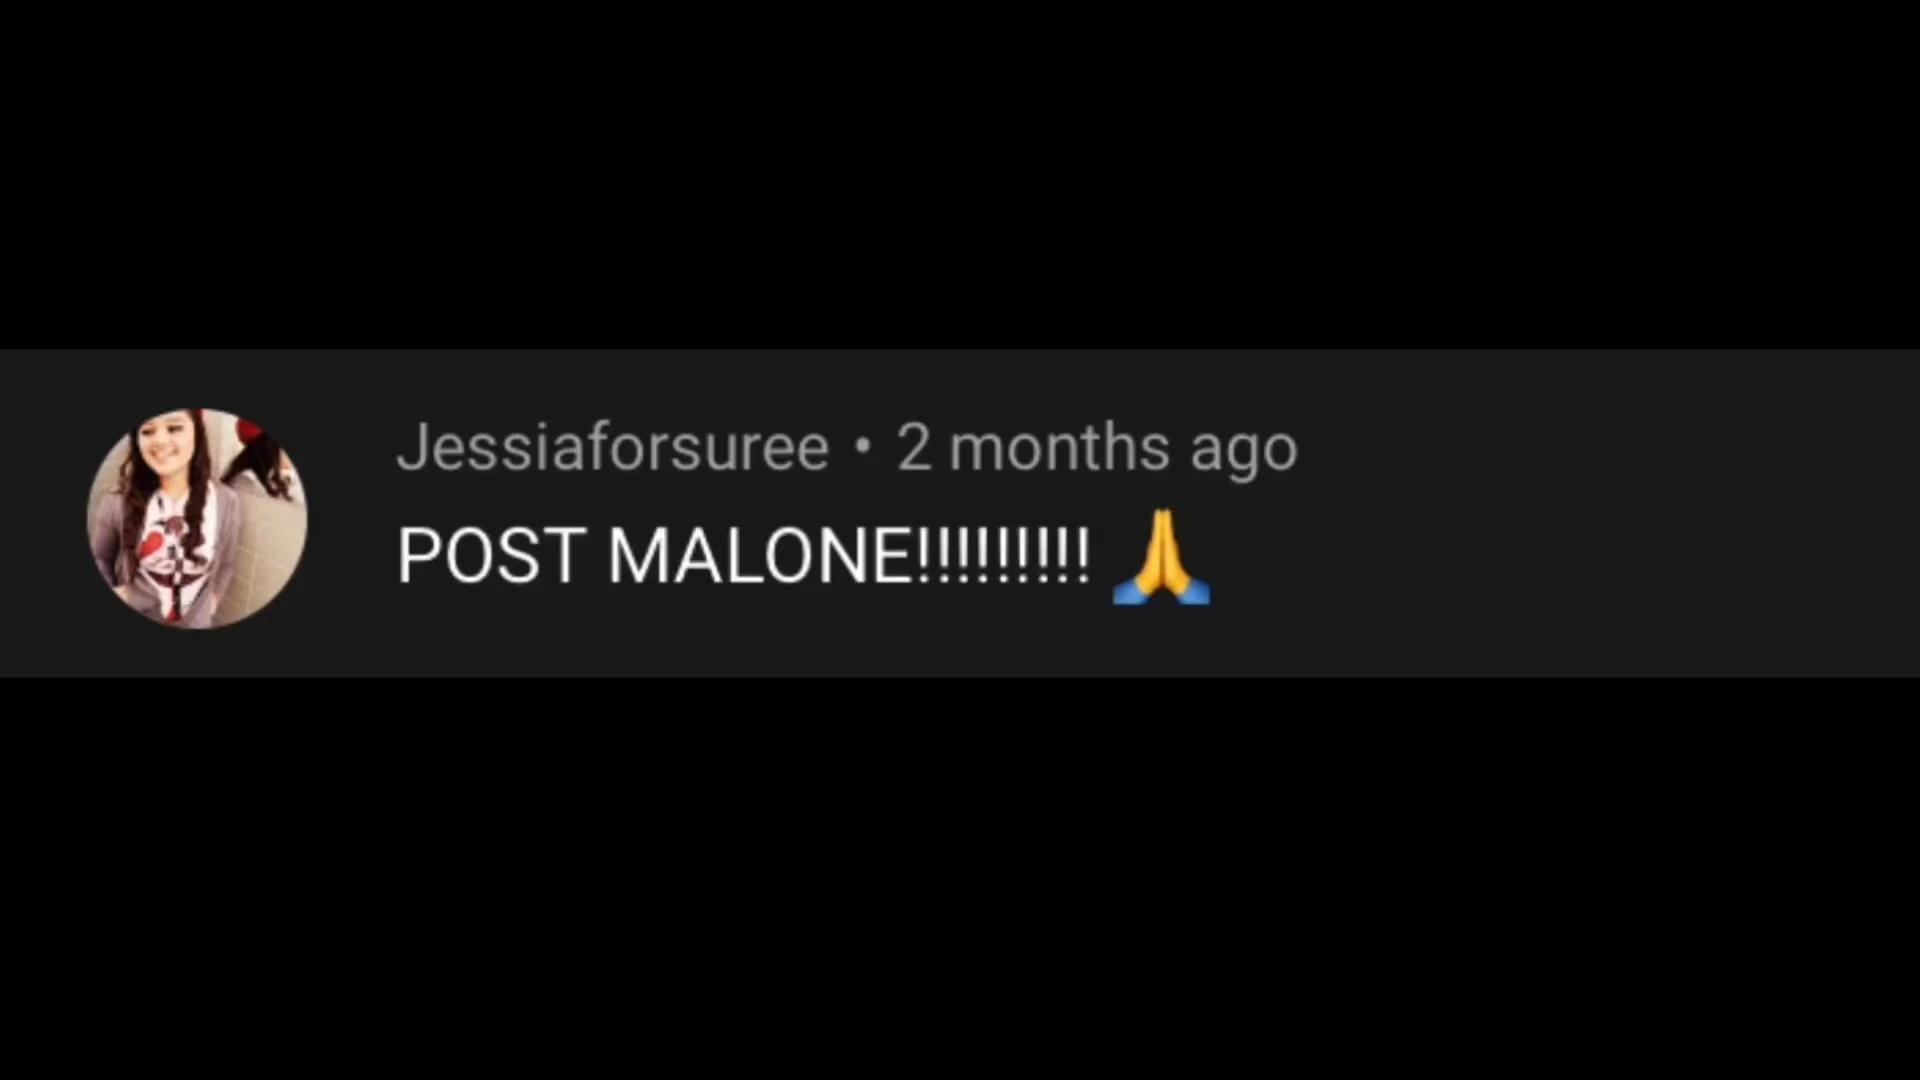 Jessiaforsuree • 2 months ago
POST MALONE!!!!!!!!! 🙏